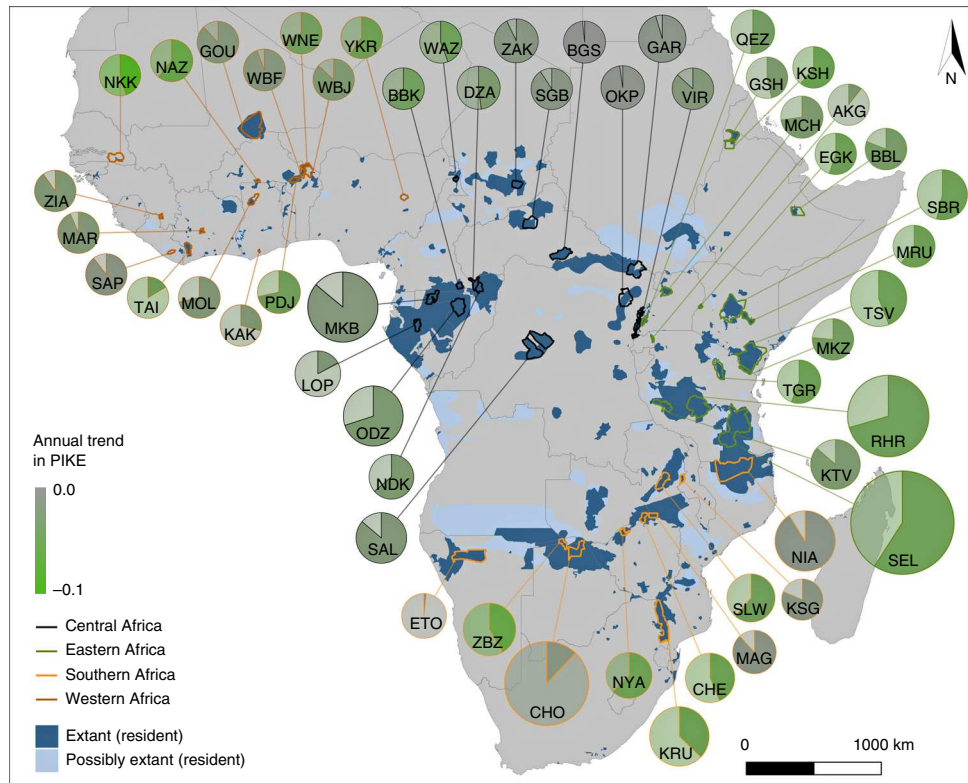 NKK
NAZ
GOU
WBF
WNE
WBJ
YKR
BBK
WAZ
DZA
ZAK
SGB
BGS
OKP
GAR
VIR
QEZ
GSH
KSH
MCH
AKG
EGK
BBL
SBR
MRU
TSV
MKZ
TGR
RHR
KTV
SEL
N
ZIA
MAR
SAP
TAI
MOL
KAK
PDJ
MKB
LOP
ODZ
NDK
SAL
ETO
ZBZ
CHO
NYA
KRU
CHE
MAG
SLW
KSG
NIA
Annual trend
in PIKE
0.0
–0.1
Central Africa
Eastern Africa
Southern Africa
Western Africa
Extant (resident)
Possibly extant (resident)
0 1000 km